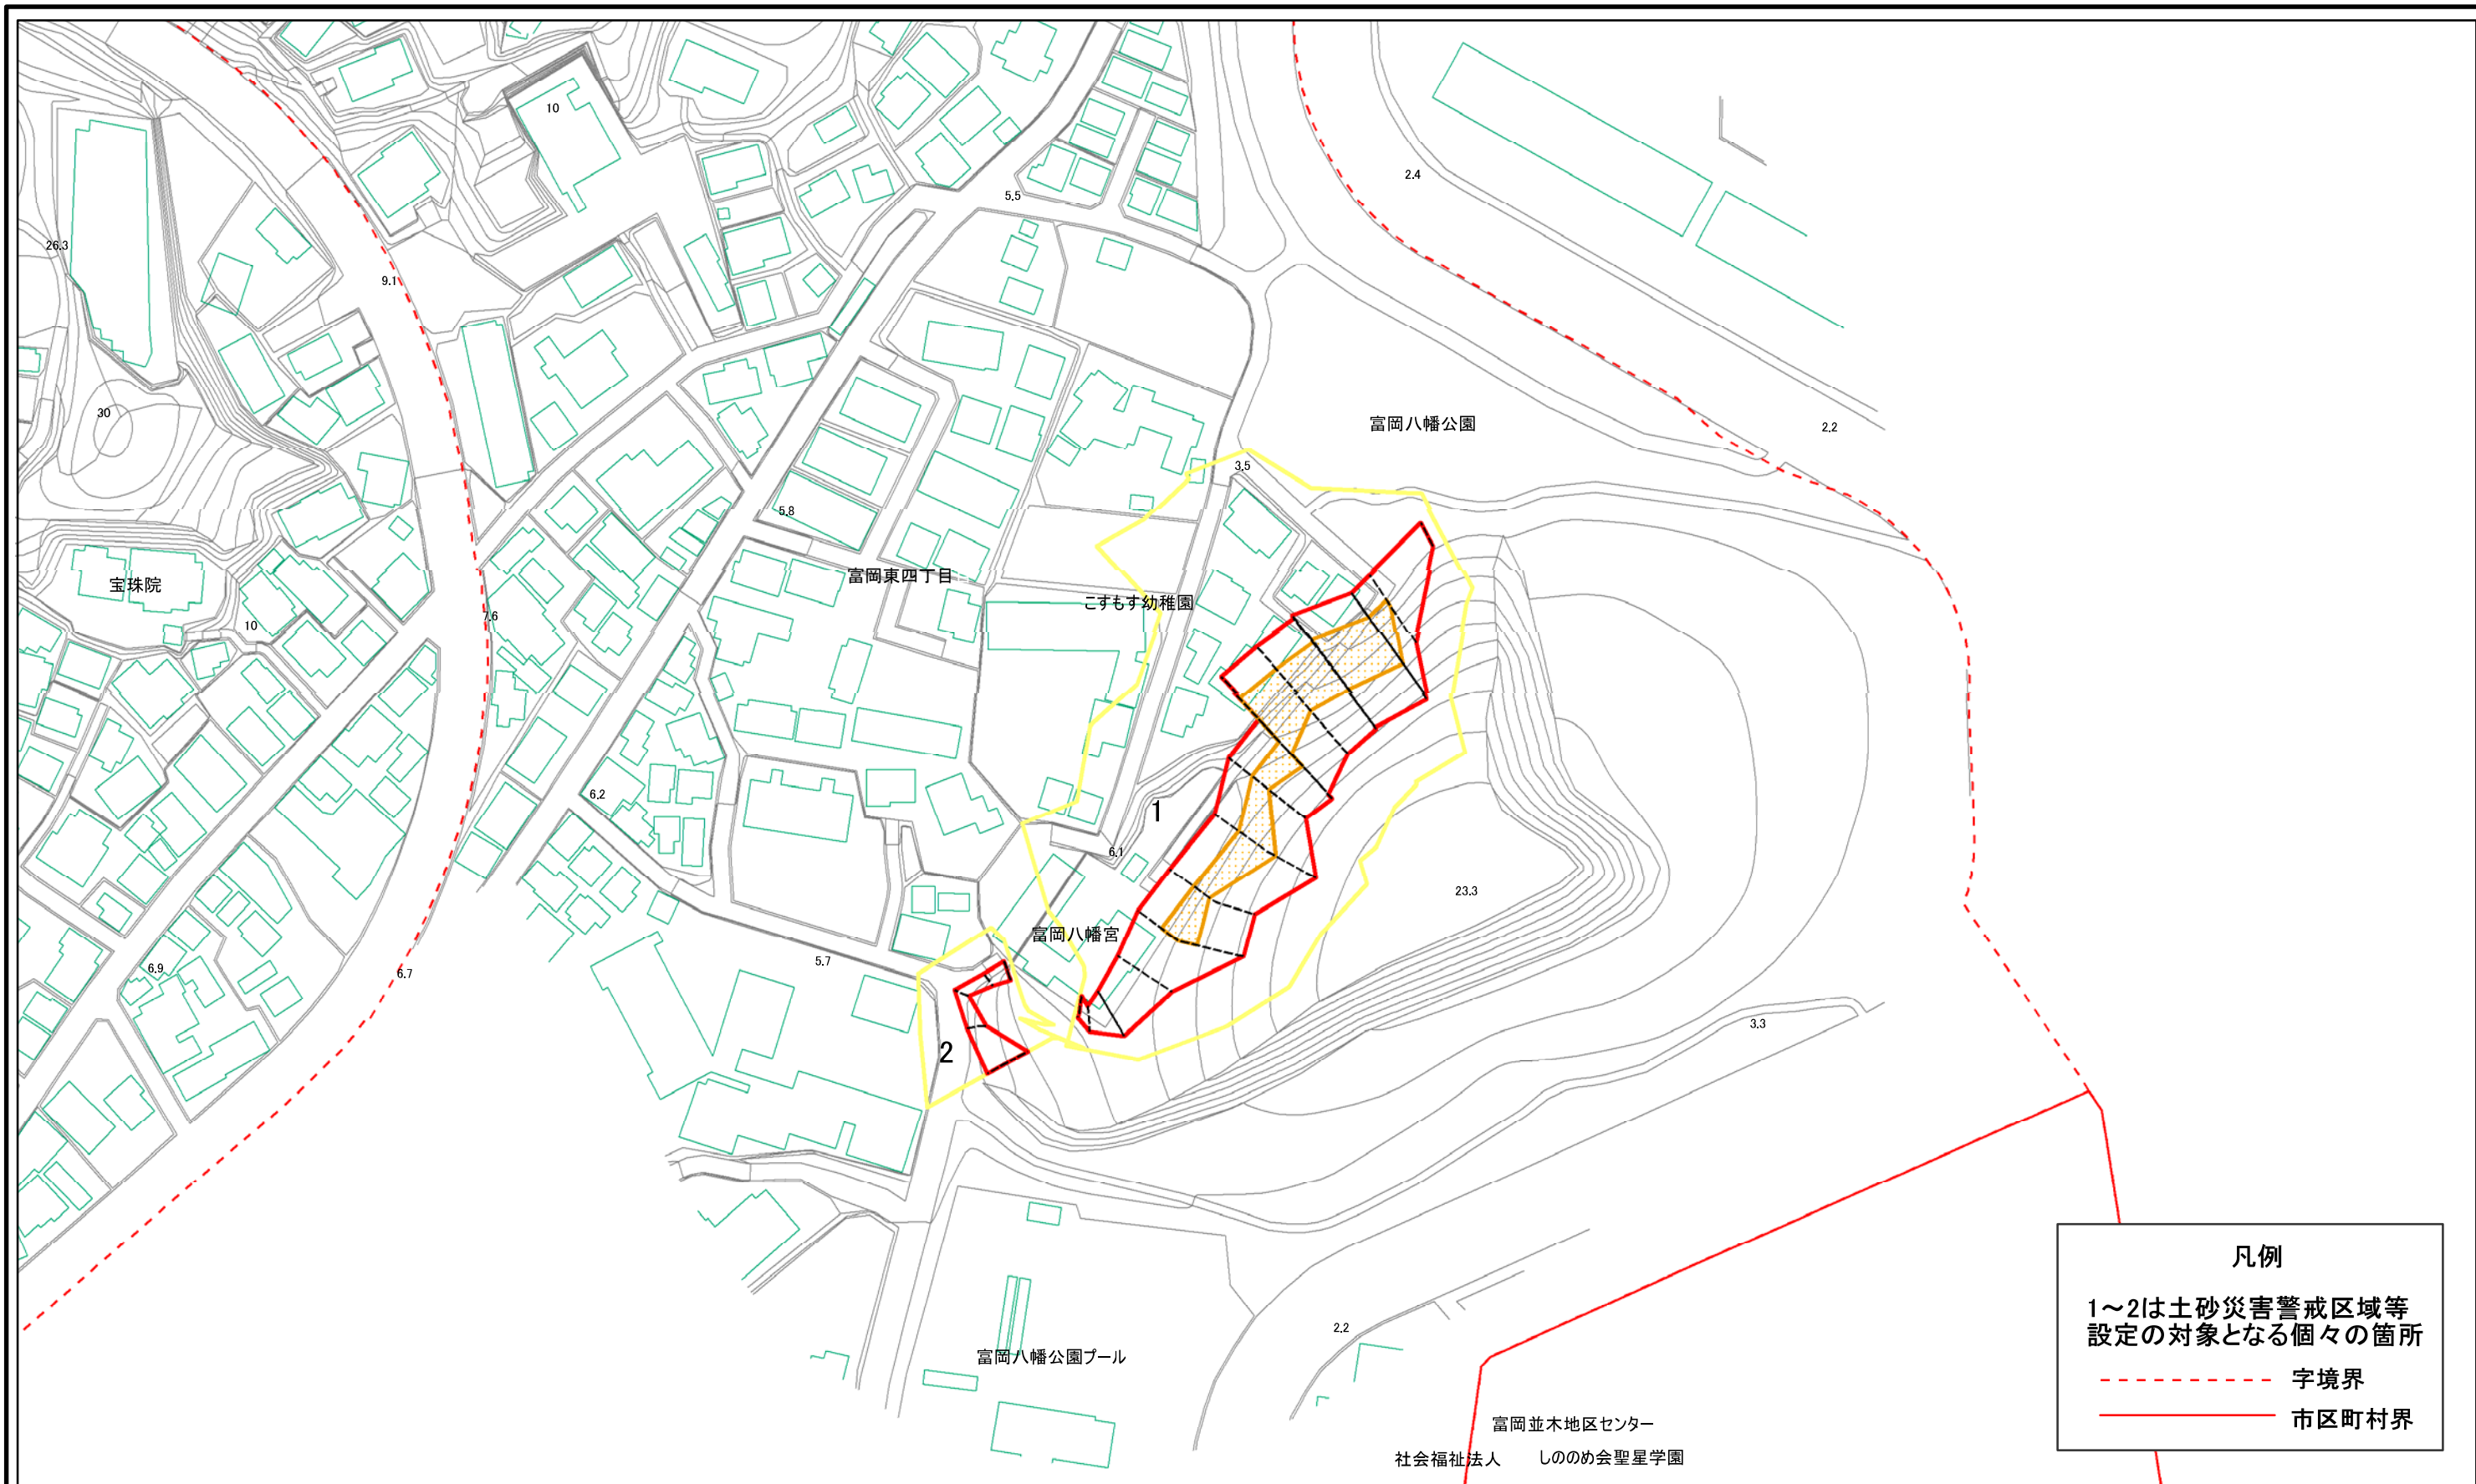 10
2.4
5.5
26.3
9.1
30
富岡八幡公園
2.2
3.5
5.8
宝珠院
富岡東四丁目
こすもす幼稚園
7.6
10
6.2
1
6.1
23.3
富岡八幡宮
5.7
6.9
6.7
2
3.3
凡例
1～2は土砂災害警戒区域等
設定の対象となる個々の箇所
字境界
市区町村界
2.2
富岡八幡公園プール
富岡並木地区センター
社会福祉法人 しののめ会聖星学園